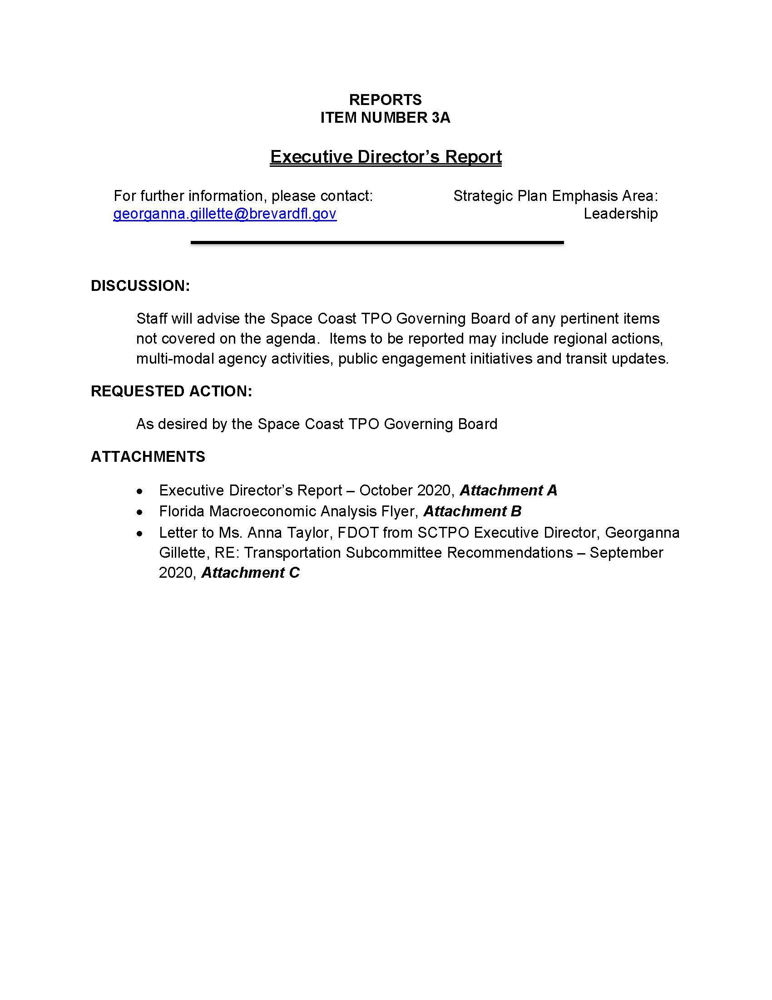 REPORTS
ITEM NUMBER 3A
Executive Director’s Report
For further information, please contact:
georganna.gillette@brevardfl.gov
Strategic Plan Emphasis Area:
Leadership
DISCUSSION:
Staff will advise the Space Coast TPO Governing Board of any pertinent items
not covered on the agenda.  Items to be reported may include regional actions,
multi-modal agency activities, public engagement initiatives and transit updates.
REQUESTED ACTION:
As desired by the Space Coast TPO Governing Board
ATTACHMENTS
• Executive Director’s Report – October 2020, Attachment A
• Florida Macroeconomic Analysis Flyer, Attachment B
• Letter to Ms. Anna Taylor, FDOT from SCTPO Executive Director, Georganna
Gillette, RE: Transportation Subcommittee Recommendations – September
2020, Attachment C